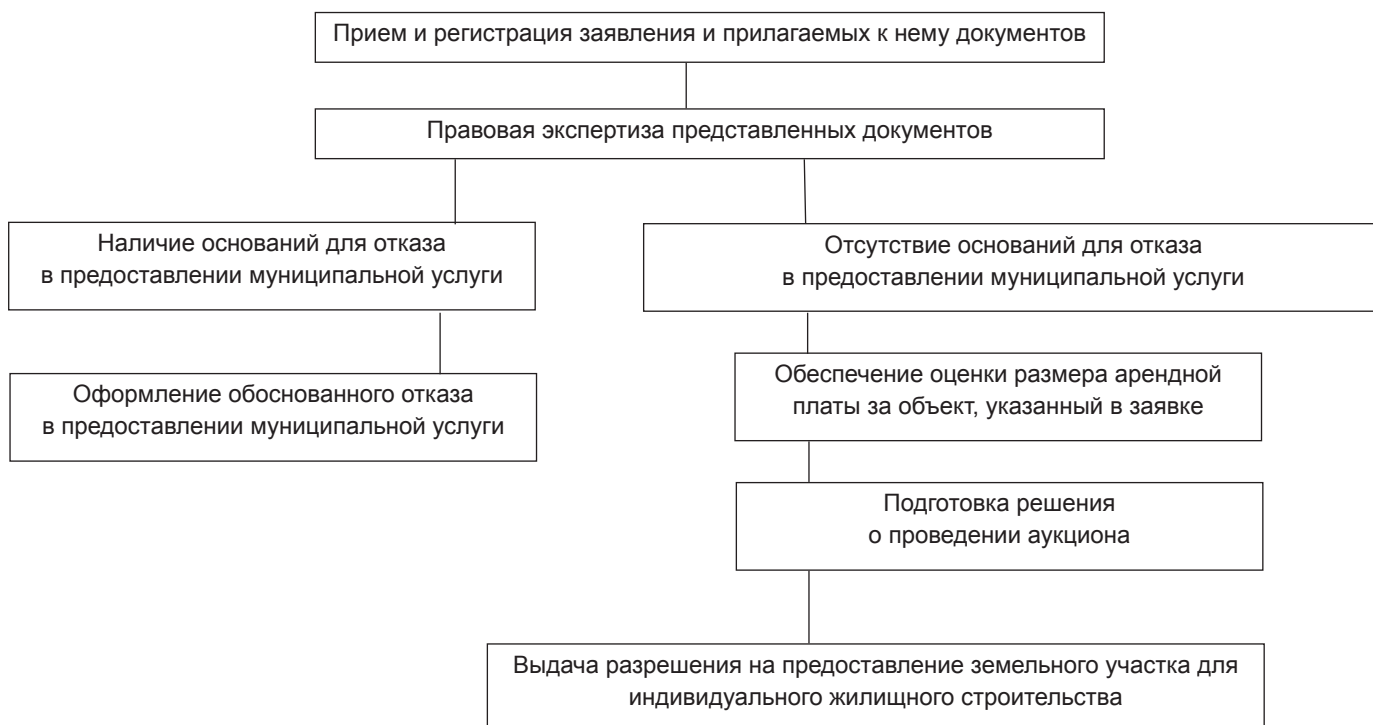 Прием и регистрация заявления и прилагаемых к нему документов
Правовая экспертиза представленных документов
Наличие оснований для отказа
в предоставлении муниципальной услуги
Отсутствие оснований для отказа
в предоставлении муниципальной услуги
Оформление обоснованного отказа
в предоставлении муниципальной услуги
Обеспечение оценки размера арендной
платы за объект, указанный в заявке
Подготовка решения
о проведении аукциона
Выдача разрешения на предоставление земельного участка для
индивидуального жилищного строительства